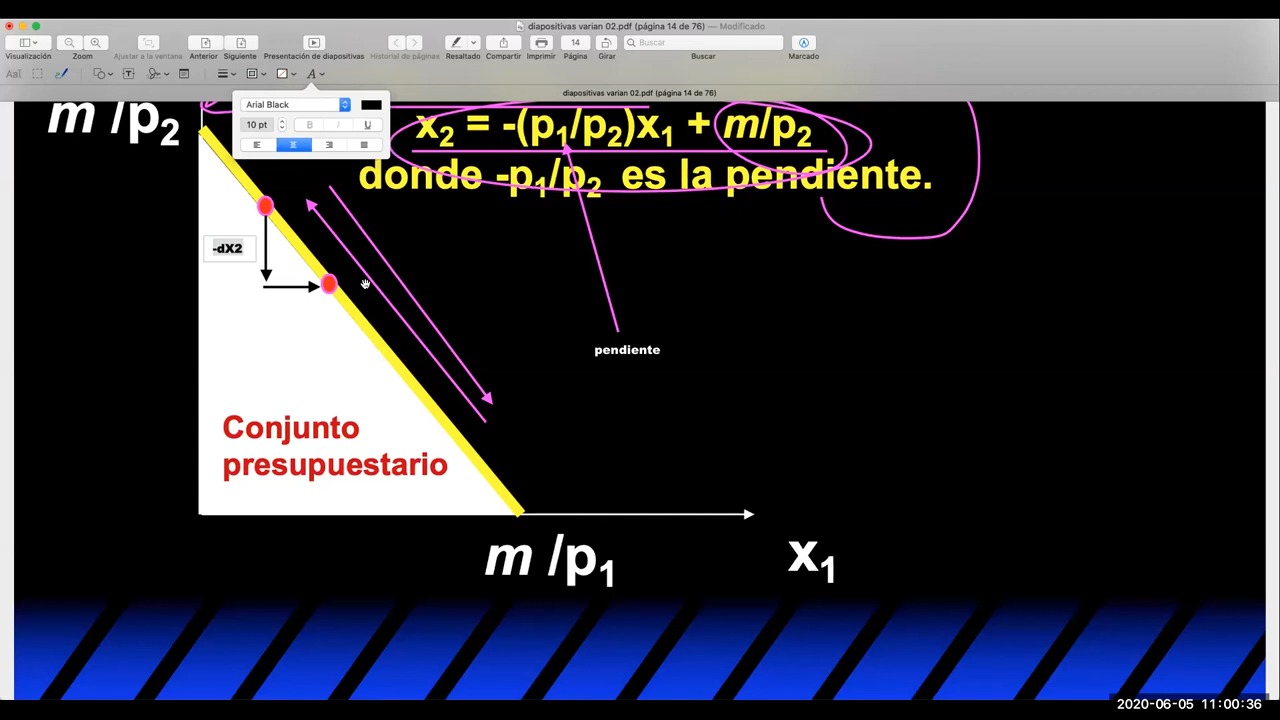 diapositivas varian 02.pdf (página 14 de 76) — Modificado
14
Buscar
Visualización
Zoom
Ajustar a la ventana
Anterior
Siguiente
Presentación de diapositivas
Historial de páginas
Resaltado
Compartir
Imprimir
Página
Girar
Buscar
Marcado
AaI
T
A
diapositivas varian 02.pdf (página 14 de 76)
Arial Black
10 pt
B I U
m /p2
x2 = -(p1/p2)x1 + m/p2
donde -p1/p2 es la pendiente.
-dX2
pendiente
Conjunto
presupuestario
m /p1
x1
2020-06-05 11:00:36